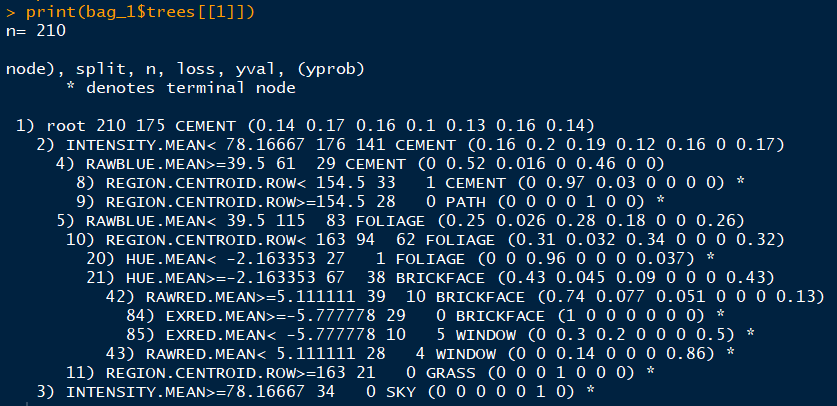 > print(bag_1$trees[[1]])
n= 210
node), split, n, loss, yval, (yprob)
* denotes terminal node
1) root 210 175 CEMENT (0.14 0.17 0.16 0.1 0.13 0.16 0.14)
2) INTENSITY.MEAN< 78.16667 176 141 CEMENT (0.16 0.2 0.19 0.12 0.16 0 0.17)
4) RAWBLUE.MEAN>=39.5 61 29 CEMENT (0 0.52 0.016 0 0.46 0 0)
8) REGION.CENTROID.ROW< 154.5 33 1 CEMENT (0 0.97 0.03 0 0 0 0) *
9) REGION.CENTROID.ROW>=154.5 28 0 PATH (0 0 0 0 1 0 0) *
5) RAWBLUE.MEAN< 39.5 115 83 FOLIAGE (0.25 0.026 0.28 0.18 0 0 0.26)
10) REGION.CENTROID.ROW< 163 94 62 FOLIAGE (0.31 0.032 0.34 0 0 0 0.32)
20) HUE.MEAN< -2.163353 27 1 FOLIAGE (0 0 0.96 0 0 0 0.037) *
21) HUE.MEAN>=-2.163353 67 38 BRICKFACE (0.43 0.045 0.09 0 0 0 0.43)
42) RAWRED.MEAN>=5.111111 39 10 BRICKFACE (0.74 0.077 0.051 0 0 0 0.13)
84) EXRED.MEAN>=-5.777778 29 0 BRICKFACE (1 0 0 0 0 0 0) *
85) EXRED.MEAN< -5.777778 10 5 WINDOW (0 0.3 0.2 0 0 0 0.5) *
43) RAWRED.MEAN< 5.111111 28 4 WINDOW (0 0 0.14 0 0 0 0.86) *
11) REGION.CENTROID.ROW>=163 21 0 GRASS (0 0 0 1 0 0 0) *
3) INTENSITY.MEAN>=78.16667 34 0 SKY (0 0 0 0 0 1 0) *